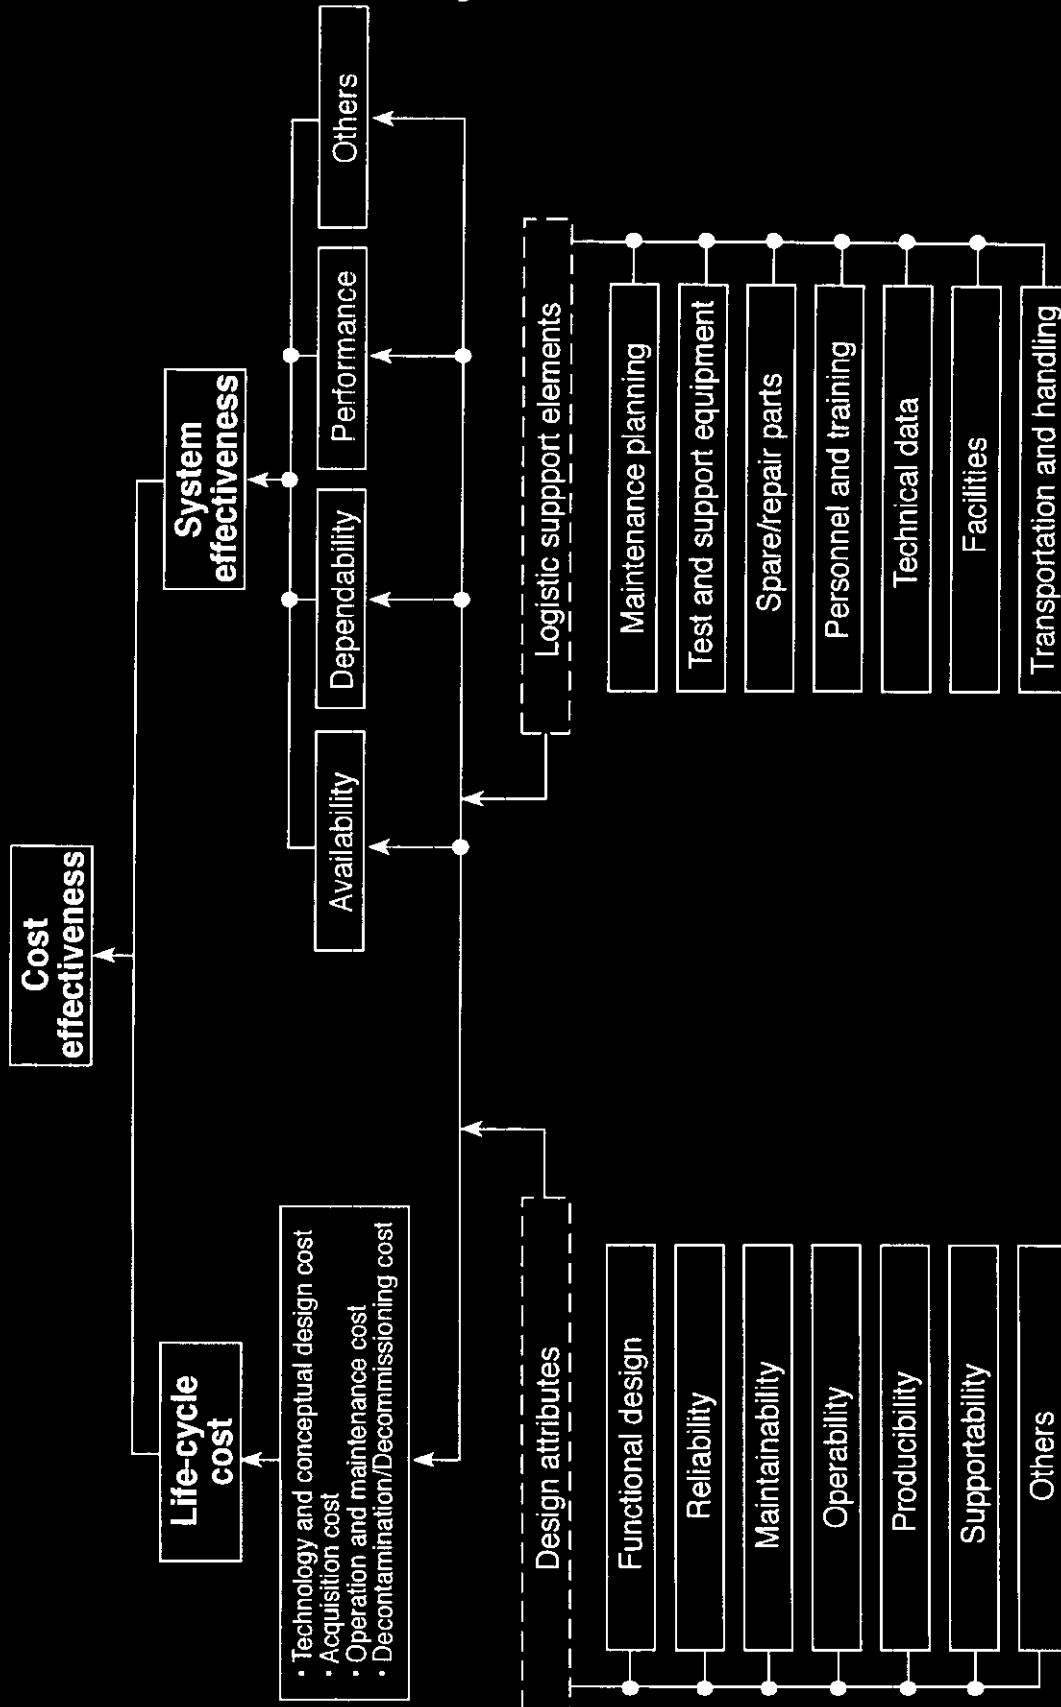 Cost
effectiveness
Life-cycle
cost
System
effectiveness
· Technology and conceptual design cost
· Acquisition cost
· Operation and maintenance cost
· Decontamination/Decommissioning cost
Availability
Dependability
Performance
Others
Design attributes
Functional design
Reliability
Maintainability
Operability
Producibility
Supportability
Others
Logistic suppport elements
Maintenance planning
Test and support equipment
Spare/repair parts
Personnel and training
Technical data
Facilities
Transportation and handling